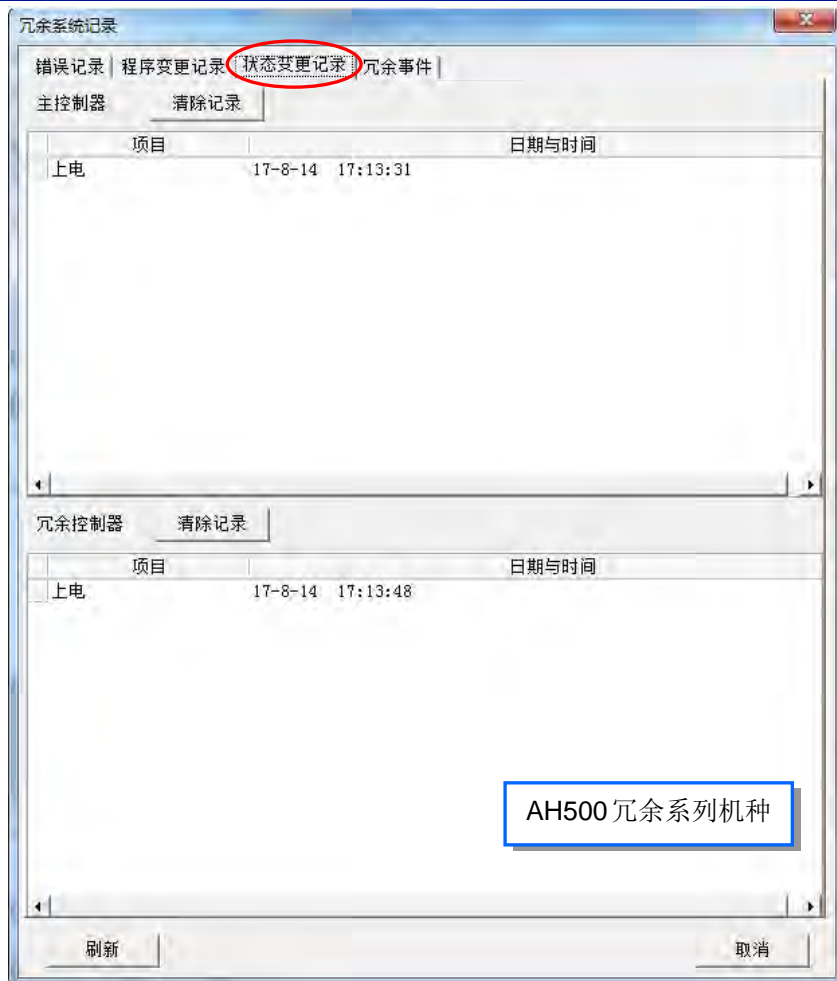 冗余系统记录
错误记录 程序变更记录 状态变更记录 冗余事件
主控制器 清除记录
项目 日期与时间
上电 17-8-14 17:13:31
冗余控制器 清除记录
项目 日期与时间
上电 17-8-14 17:13:48
AH500冗余系列机种
刷新 取消